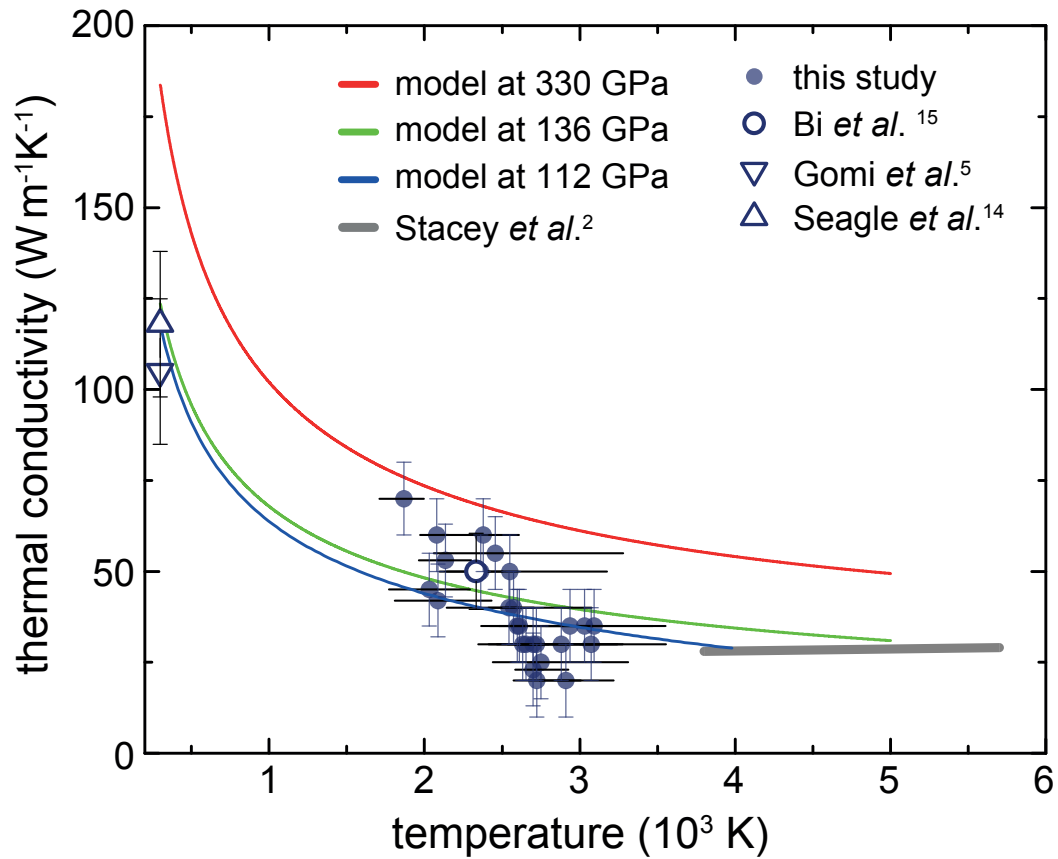 200
150
100
50
0
thermal conductivity (W m⁻¹K⁻¹)
model at 330 GPa
model at 136 GPa
model at 112 GPa
Stacey et al.²
this study
Bi et al. ¹⁵
Gomi et al.⁵
Seagle et al.¹⁴
1 2 3 4 5 6
temperature (10³ K)